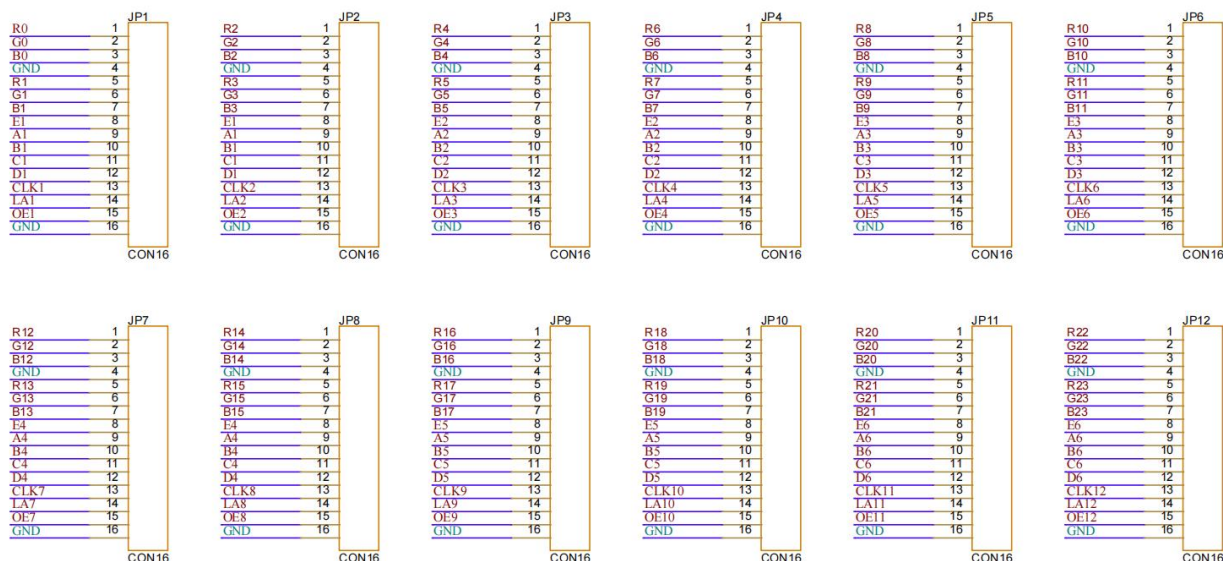 JP1 JP2 JP3 JP4 JP5 JP6
R0 1 R2 1 R4 1 R6 1 R8 1 R10 1
G0 2 G2 2 G4 2 G6 2 G8 2 G10 2
B0 3 B2 3 B4 3 B6 3 B8 3 B10 3
GND 4 GND 4 GND 4 GND 4 GND 4 GND 4
R1 5 R3 5 R5 5 R7 5 R9 5 R11 5
G1 6 G3 6 G5 6 G7 6 G9 6 G11 6
B1 7 B3 7 B5 7 B7 7 B9 7 B11 7
E1 8 E1 8 E2 8 E2 8 E3 8 E3 8
A1 9 A1 9 A2 9 A2 9 A3 9 A3 9
B1 10 B1 10 B2 10 B2 10 B3 10 B3 10
C1 11 C1 11 C2 11 C2 11 C3 11 C3 11
D1 12 D1 12 D2 12 D2 12 D3 12 D3 12
CLK1 13 CLK2 13 CLK3 13 CLK4 13 CLK5 13 CLK6 13
LA1 14 LA2 14 LA3 14 LA4 14 LA5 14 LA6 14
OE1 15 OE2 15 OE3 15 OE4 15 OE5 15 OE6 15
GND 16 GND 16 GND 16 GND 16 GND 16 GND 16
CON16 CON16 CON16 CON16 CON16 CON16
JP7 JP8 JP9 JP10 JP11 JP12
R12 1 R14 1 R16 1 R18 1 R20 1 R22 1
G12 2 G14 2 G16 2 G18 2 G20 2 G22 2
B12 3 B14 3 B16 3 B18 3 B20 3 B22 3
GND 4 GND 4 GND 4 GND 4 GND 4 GND 4
R13 5 R15 5 R17 5 R19 5 R21 5 R23 5
G13 6 G15 6 G17 6 G19 6 G21 6 G23 6
B13 7 B15 7 B17 7 B19 7 B21 7 B23 7
E4 8 E4 8 E5 8 E5 8 E6 8 E6 8
A4 9 A4 9 A5 9 A5 9 A6 9 A6 9
B4 10 B4 10 B5 10 B5 10 B6 10 B6 10
C4 11 C4 11 C5 11 C5 11 C6 11 C6 11
D4 12 D4 12 D5 12 D5 12 D6 12 D6 12
CLK7 13 CLK8 13 CLK9 13 CLK10 13 CLK11 13 CLK12 13
LA7 14 LA8 14 LA9 14 LA10 14 LA11 14 LA12 14
OE7 15 OE8 15 OE9 15 OE10 15 OE11 15 OE12 15
GND 16 GND 16 GND 16 GND 16 GND 16 GND 16
CON16 CON16 CON16 CON16 CON16 CON16